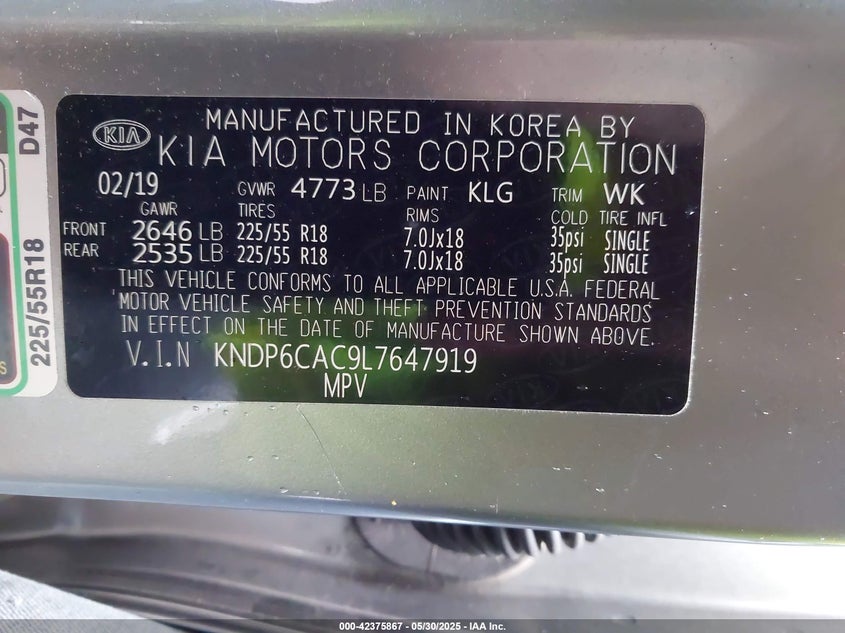 D47
225/55R18
KIA
MANUFACTURED IN KOREA BY
KIA MOTORS CORPORATION
02/19 GVWR 4773 LB PAINT KLG TRIM WK
GAWR TIRES RIMS COLD TIRE INFL
FRONT 2646 LB 225/55 R18 7.0Jx18 35psi SINGLE
REAR 2535 LB 225/55 R18 7.0Jx18 35psi SINGLE
THIS VEHICLE CONFORMS TO ALL APPLICABLE U.S.A. FEDERAL
MOTOR VEHICLE SAFETY AND THEFT PREVENTION STANDARDS
IN EFFECT ON THE DATE OF MANUFACTURE SHOWN ABOVE.
V.I.N KNDP6CAC9L7647919
MPV
000-42375867 - 05/30/2025 - IAA Inc.